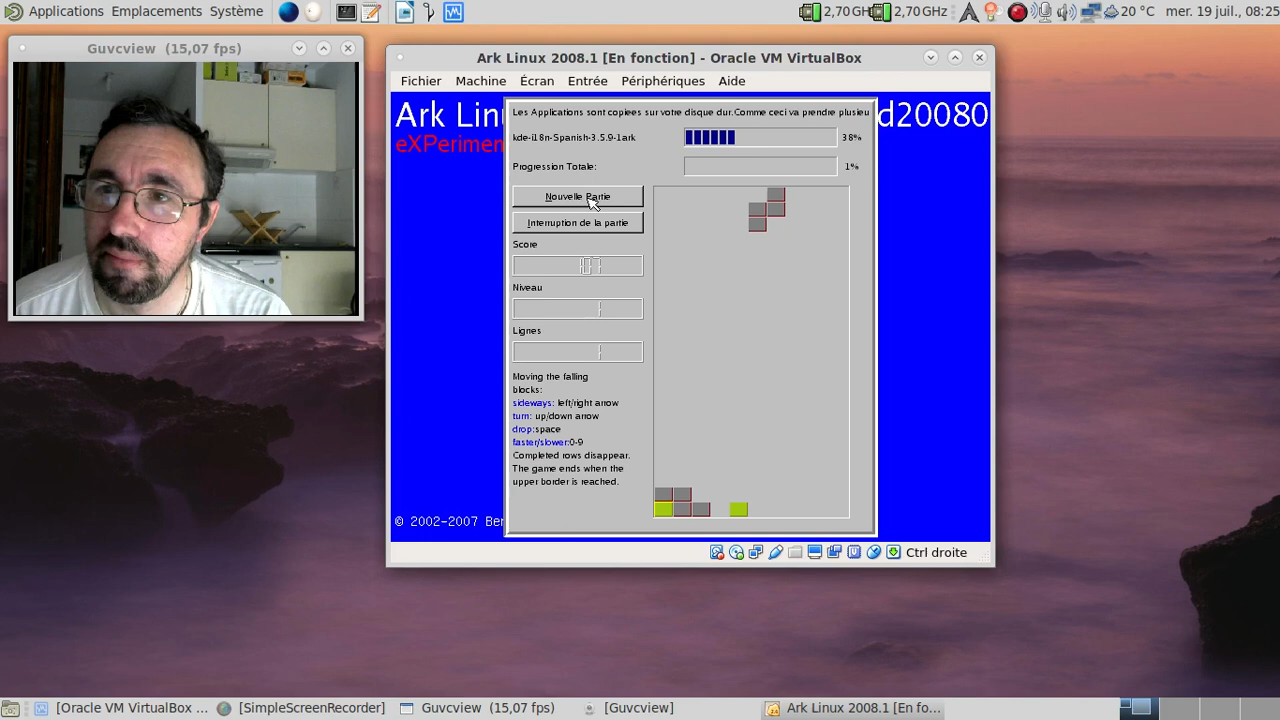 Applications Emplacements Système 2,70 GHz 2,70 GHz 20 °C mer. 19 juil., 08:25
Guvcview (15,07 fps)
Ark Linux 2008.1 [En fonction] - Oracle VM VirtualBox
Fichier Machine Écran Entrée Périphériques Aide
Ark Lin d20080
eXPerimen
Les Applications sont copiees sur votre disque dur.Comme ceci va prendre plusieu
kde-i18n-Spanish-3.5.9-1ark 38%
Progression Totale: 1%
Nouvelle Partie
Interruption de la partie
Score
107
Niveau
1
Lignes
1
Moving the falling
blocks:
sideways: left/right arrow
turn: up/down arrow
drop:space
faster/slower:0-9
Completed rows disappear.
The game ends when the
upper border is reached.
© 2002-2007 Ber
Ctrl droite
[Oracle VM VirtualBox ... [SimpleScreenRecorder] Guvcview (15,07 fps) [Guvcview] Ark Linux 2008.1 [En fo...